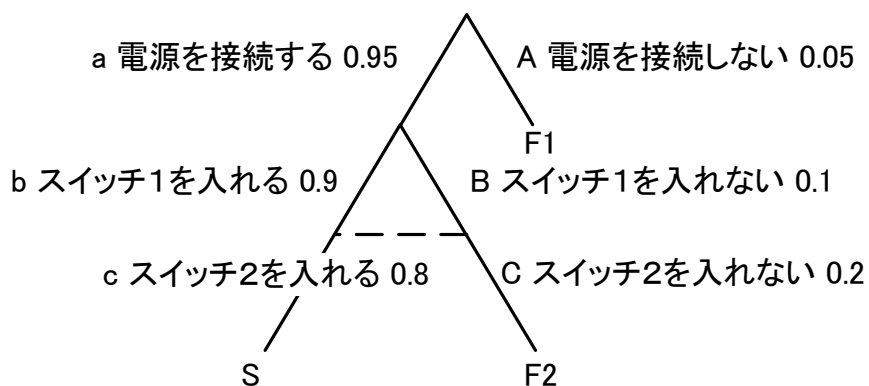 a 電源を接続する 0.95
A 電源を接続しない 0.05
F1
b スイッチ1を入れる 0.9
B スイッチ1を入れない 0.1
c スイッチ2を入れる 0.8
C スイッチ2を入れない 0.2
S
F2